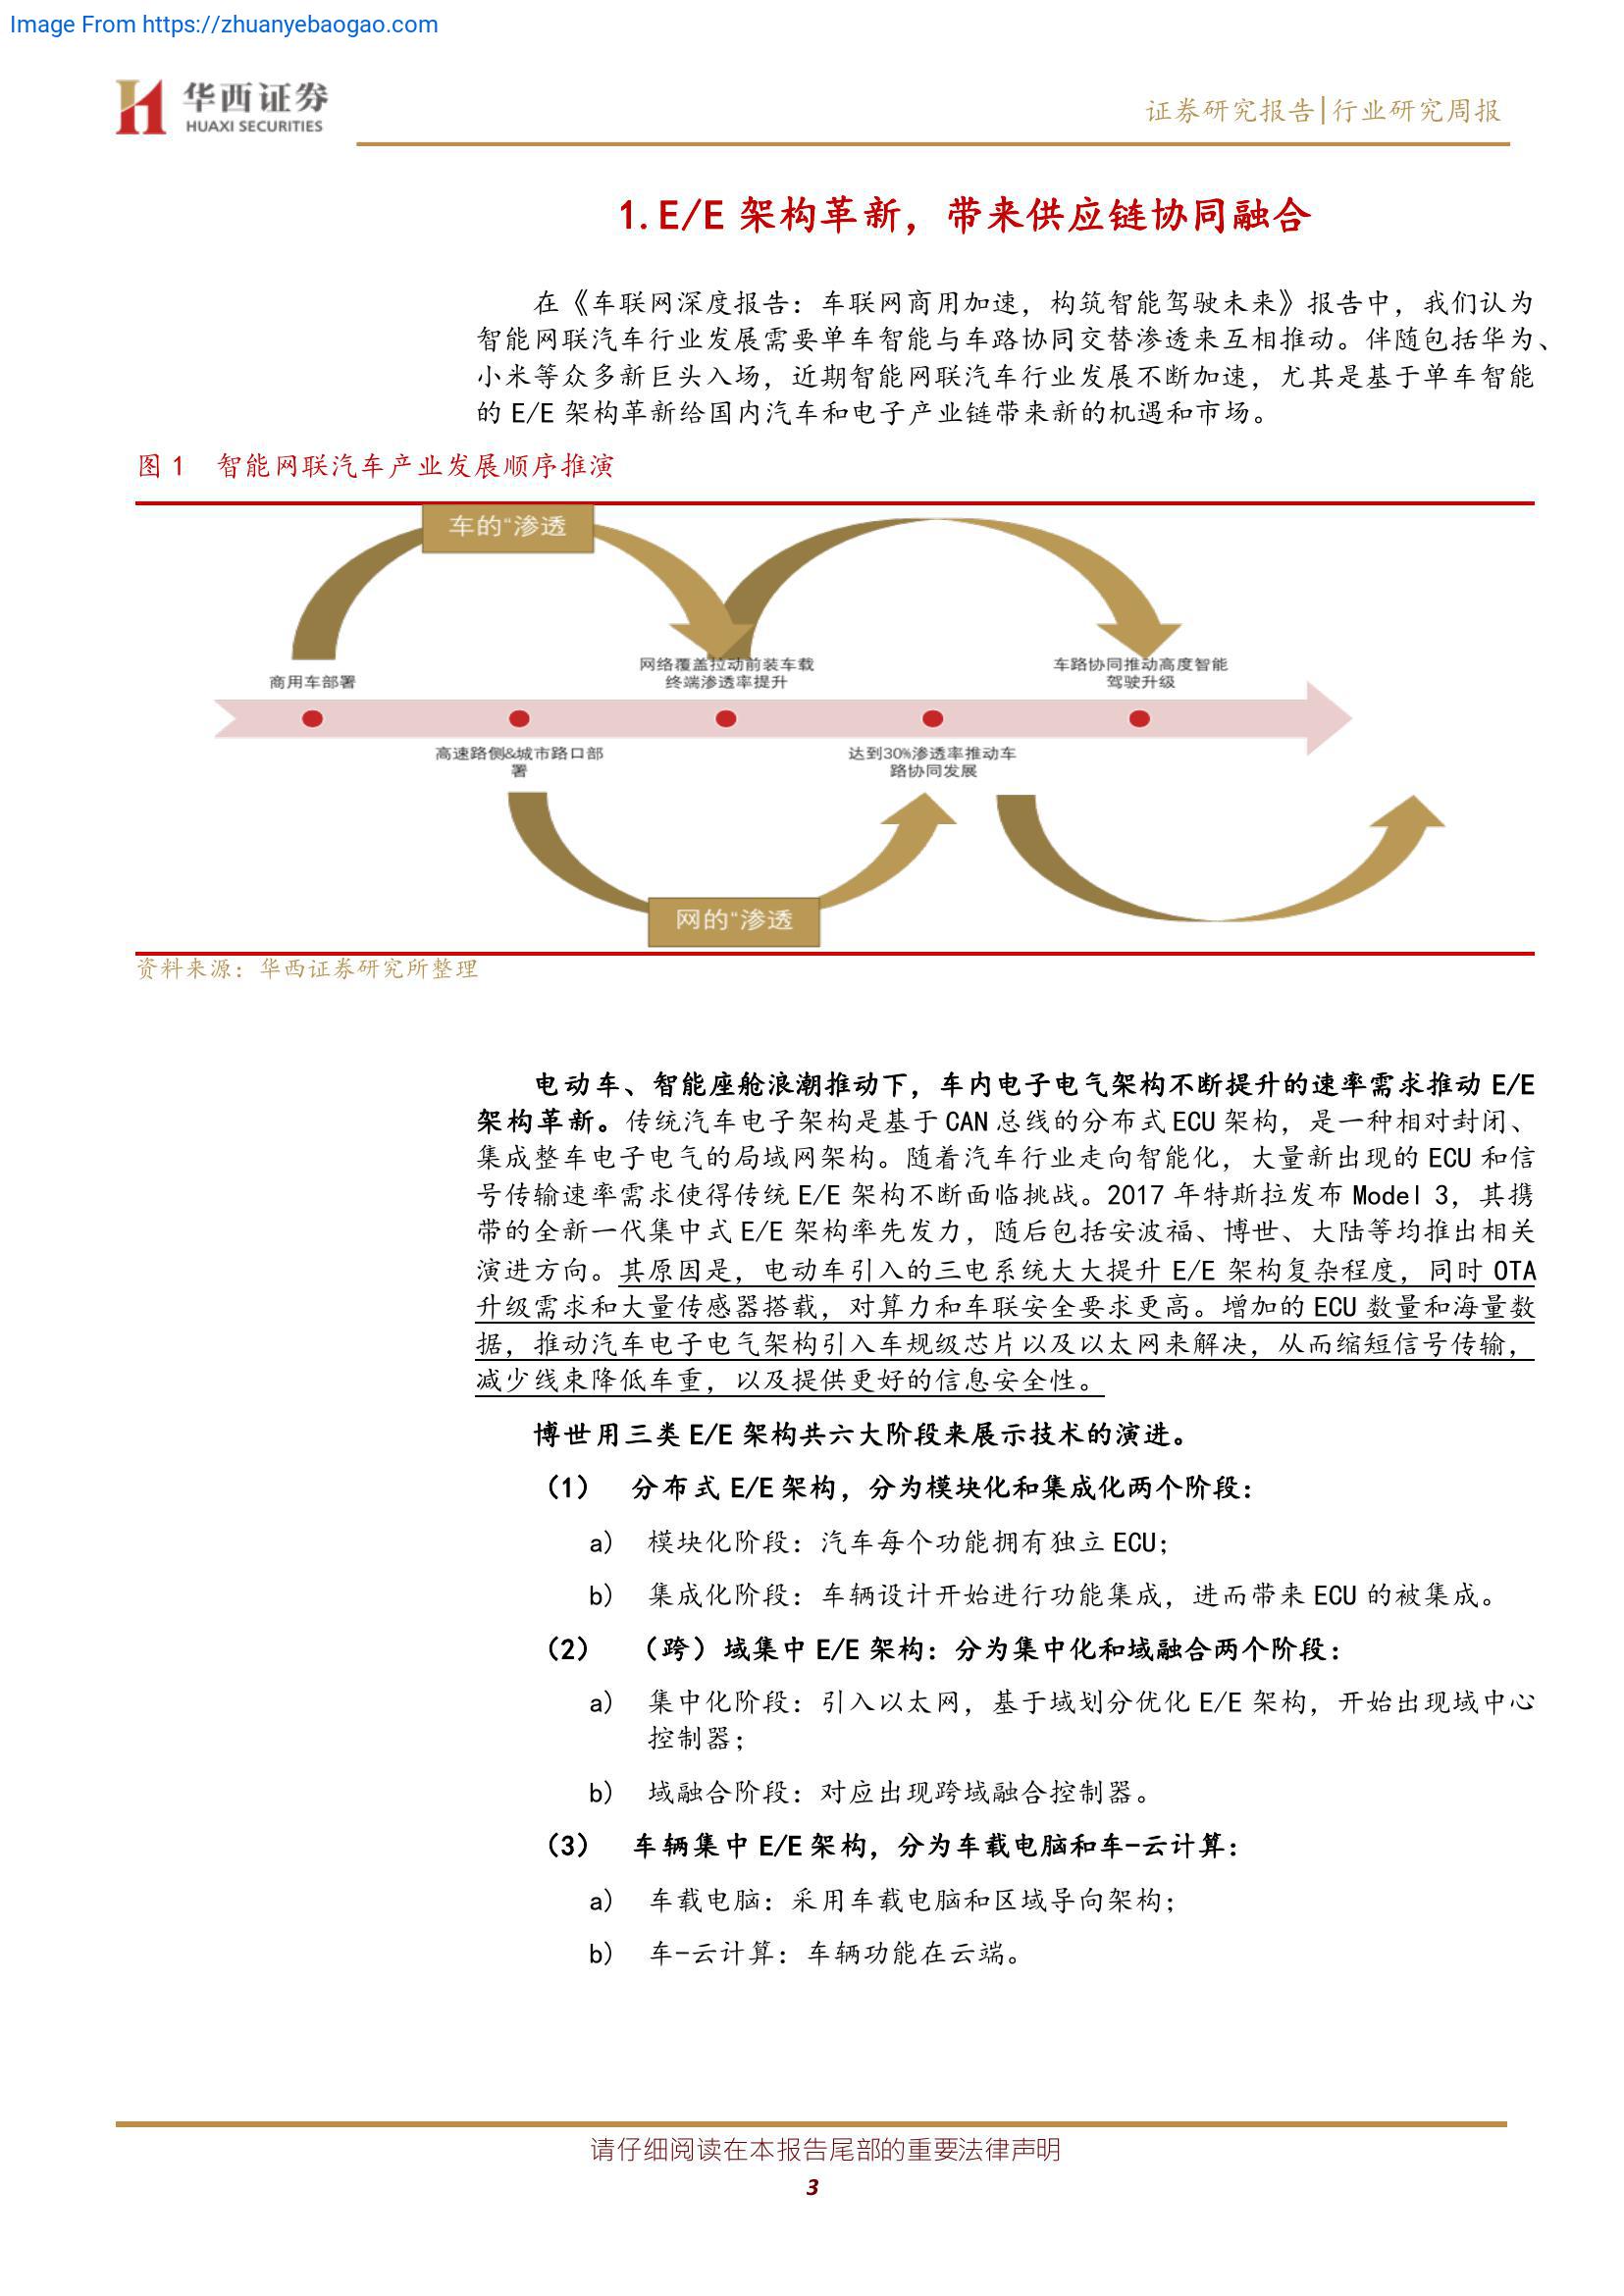 Image From https://zhuanyebaogao.com
华西证券
HUAXI SECURITIES
证券研究报告|行业研究周报
1. E/E 架构革新，带来供应链协同融合
在《车联网深度报告：车联网商用加速，构筑智能驾驶未来》报告中，我们认为
智能网联汽车行业发展需要单车智能与车路协同交替渗透来互相推动。伴随包括华为、
小米等众多新巨头入场，近期智能网联汽车行业发展不断加速，尤其是基于单车智能
的 E/E 架构革新给国内汽车和电子产业链带来新的机遇和市场。
图 1 智能网联汽车产业发展顺序推演
车的“渗透
网络覆盖拉动前装车载
终端渗透率提升
车路协同推动高度智能
驾驶升级
商用车部署
高速路侧&城市路口部
署
达到30%渗透率推动车
路协同发展
网的“渗透
资料来源：华西证券研究所整理
电动车、智能座舱浪潮推动下，车内电子电气架构不断提升的速率需求推动 E/E
架构革新。传统汽车电子架构是基于 CAN 总线的分布式 ECU 架构，是一种相对封闭、
集成整车电子电气的局域网架构。随着汽车行业走向智能化，大量新出现的 ECU 和信
号传输速率需求使得传统 E/E 架构不断面临挑战。2017 年特斯拉发布 Model 3，其携
带的全新一代集中式 E/E 架构率先发力，随后包括安波福、博世、大陆等均推出相关
演进方向。其原因是，电动车引入的三电系统大大提升 E/E 架构复杂程度，同时 OTA
升级需求和大量传感器搭载，对算力和车联安全要求更高。增加的 ECU 数量和海量数
据，推动汽车电子电气架构引入车规级芯片以及以太网来解决，从而缩短信号传输，
减少线束降低车重，以及提供更好的信息安全性。
博世用三类 E/E 架构共六大阶段来展示技术的演进。
（1） 分布式 E/E 架构，分为模块化和集成化两个阶段：
a) 模块化阶段：汽车每个功能拥有独立 ECU；
b) 集成化阶段：车辆设计开始进行功能集成，进而带来 ECU 的被集成。
（2） （跨）域集中 E/E 架构：分为集中化和域融合两个阶段：
a) 集中化阶段：引入以太网，基于域划分优化 E/E 架构，开始出现域中心
控制器；
b) 域融合阶段：对应出现跨域融合控制器。
（3） 车辆集中 E/E 架构，分为车载电脑和车-云计算：
a) 车载电脑：采用车载电脑和区域导向架构；
b) 车-云计算：车辆功能在云端。
请仔细阅读在本报告尾部的重要法律声明
3